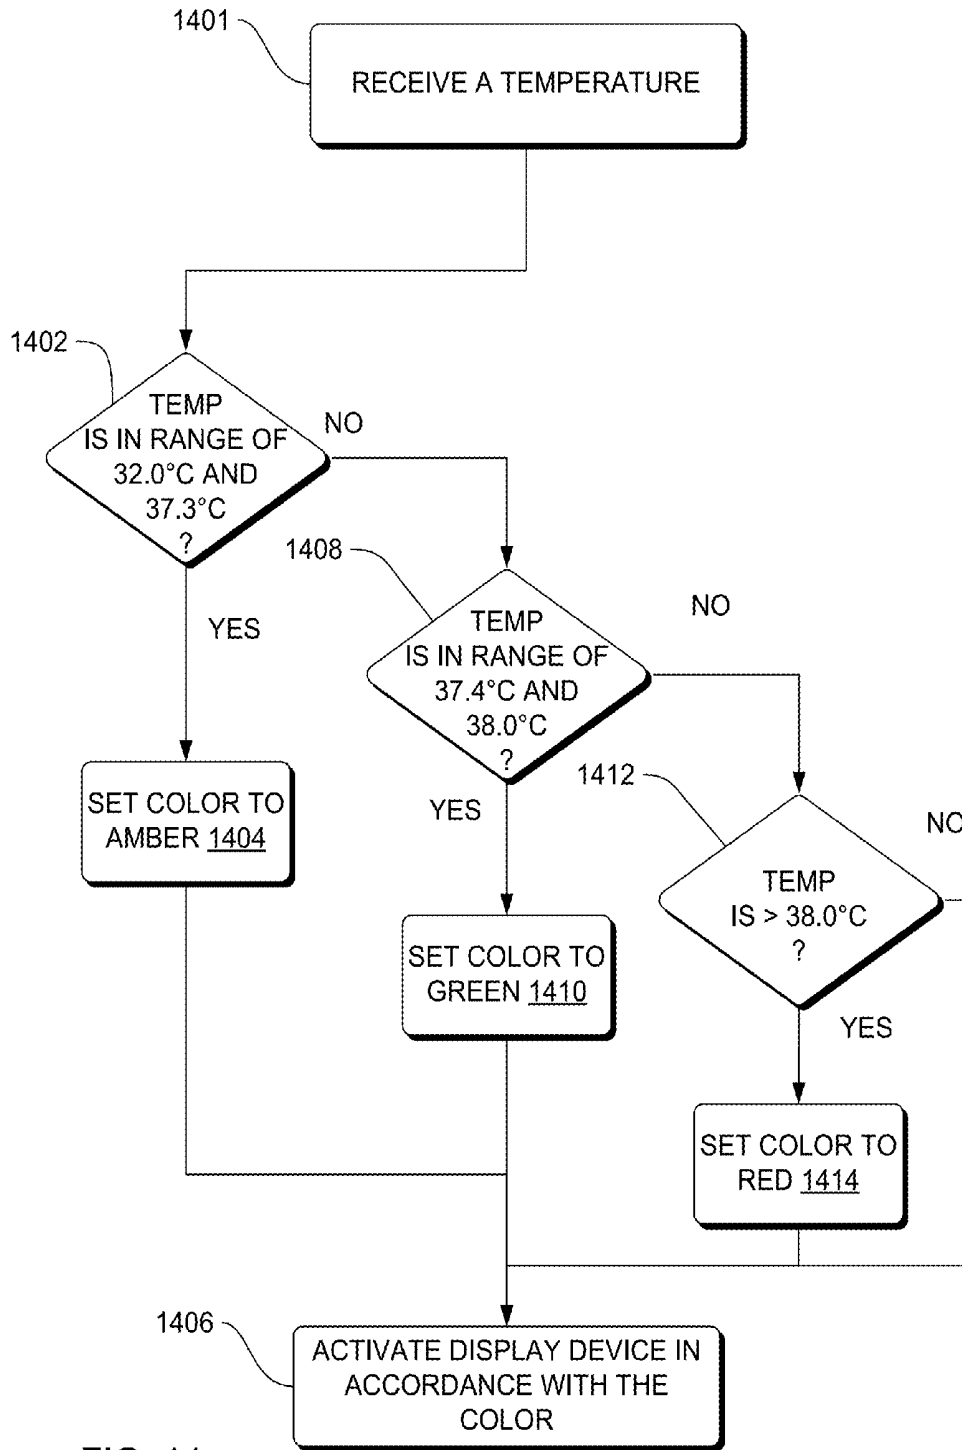 1401
RECEIVE A TEMPERATURE
1402
TEMP
IS IN RANGE OF
32.0°C AND
37.3°C
?
NO
YES
1408
TEMP
IS IN RANGE OF
37.4°C AND
38.0°C
?
NO
YES
SET COLOR TO
AMBER 1404
1412
TEMP
IS > 38.0°C
?
NO
YES
SET COLOR TO
GREEN 1410
SET COLOR TO
RED 1414
1406
ACTIVATE DISPLAY DEVICE IN
ACCORDANCE WITH THE
COLOR